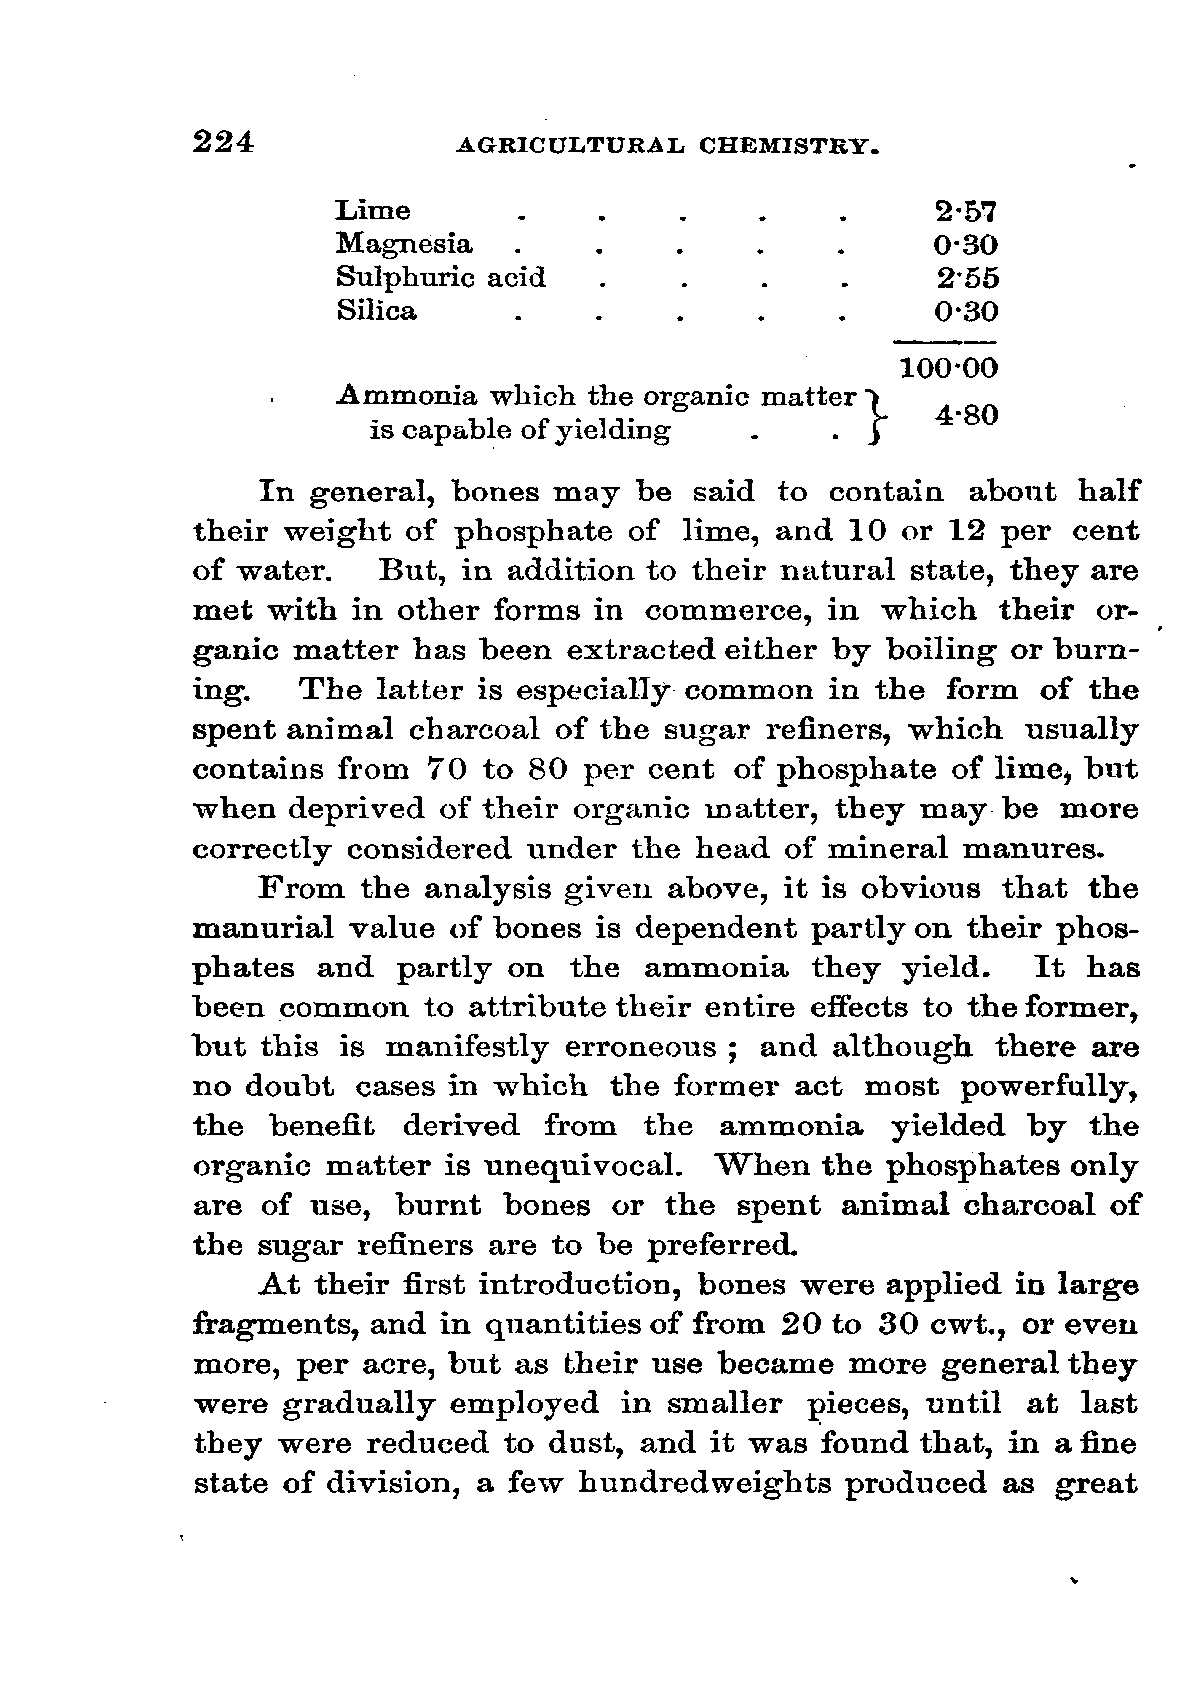 224 AGRICULTURAL CHEMISTRY.
Lime . . . . . 2·57
Magnesia . . . . . 0·30
Sulphuric acid . . . . 2·55
Silica . . . . . 0·30
100·00
Ammonia which the organic matter
is capable of yielding . . } 4·80
In general, bones may be said to contain about half
their weight of phosphate of lime, and 10 or 12 per cent
of water. But, in addition to their natural state, they are
met with in other forms in commerce, in which their or-
ganic matter has been extracted either by boiling or burn-
ing. The latter is especially common in the form of the
spent animal charcoal of the sugar refiners, which usually
contains from 70 to 80 per cent of phosphate of lime, but
when deprived of their organic matter, they may be more
correctly considered under the head of mineral manures.
From the analysis given above, it is obvious that the
manurial value of bones is dependent partly on their phos-
phates and partly on the ammonia they yield. It has
been common to attribute their entire effects to the former,
but this is manifestly erroneous ; and although there are
no doubt cases in which the former act most powerfully,
the benefit derived from the ammonia yielded by the
organic matter is unequivocal. When the phosphates only
are of use, burnt bones or the spent animal charcoal of
the sugar refiners are to be preferred.
At their first introduction, bones were applied in large
fragments, and in quantities of from 20 to 30 cwt., or even
more, per acre, but as their use became more general they
were gradually employed in smaller pieces, until at last
they were reduced to dust, and it was found that, in a fine
state of division, a few hundredweights produced as great